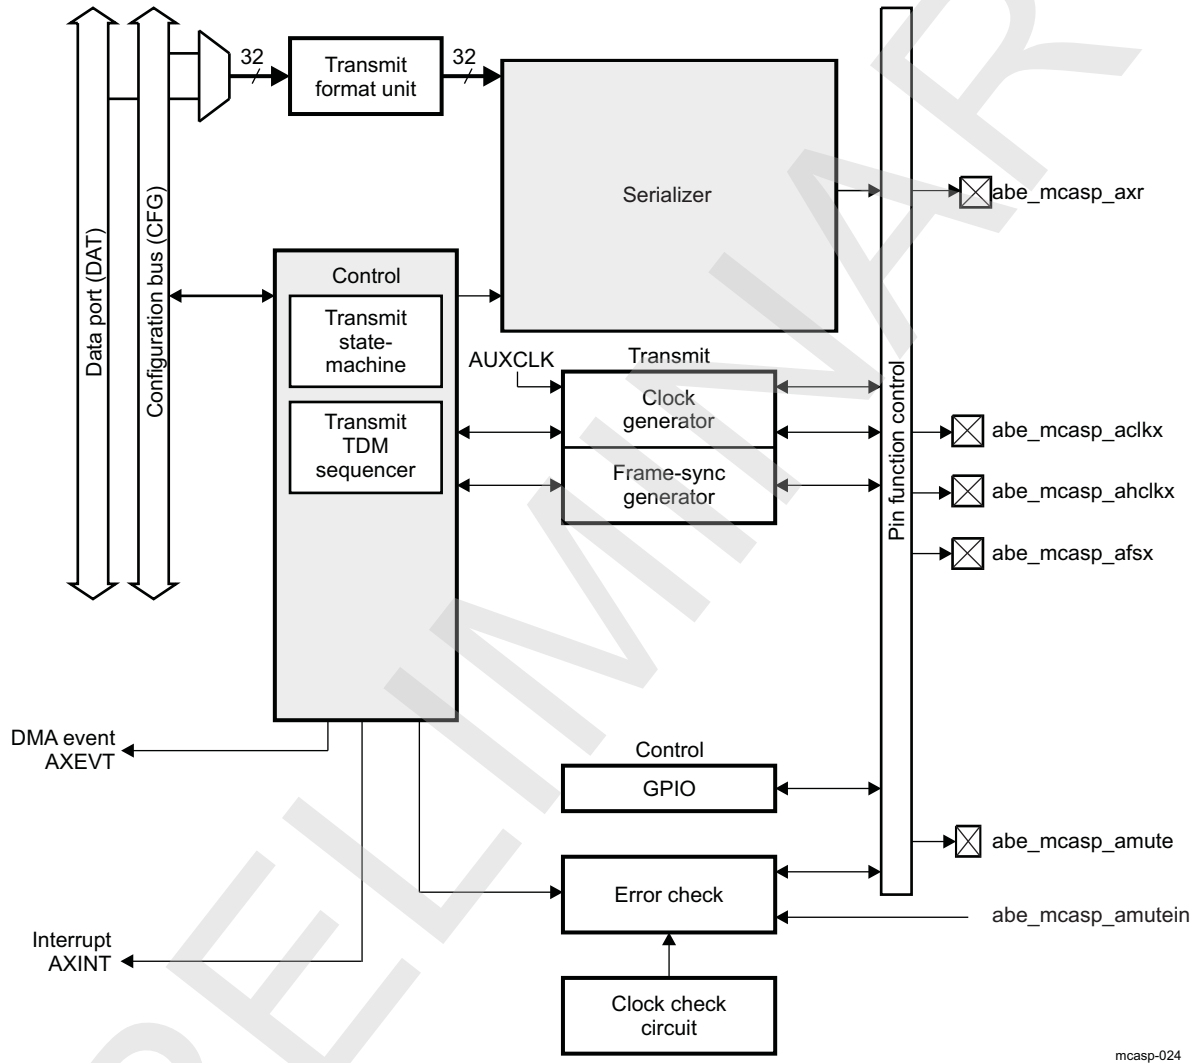 32
Transmit
format unit
32
Serializer
abe_mcasp_axr
Data port (DAT)
Configuration bus (CFG)
Control
Transmit
state-
machine
Transmit
TDM
sequencer
AUXCLK
Transmit
Clock
generator
Frame-sync
generator
Pin function control
abe_mcasp_aclkx
abe_mcasp_ahclkx
abe_mcasp_afsx
DMA event
AXEVT
Control
GPIO
abe_mcasp_amute
Error check
abe_mcasp_amutein
Interrupt
AXINT
Clock check
circuit
mcasp-024
RELIMINAR